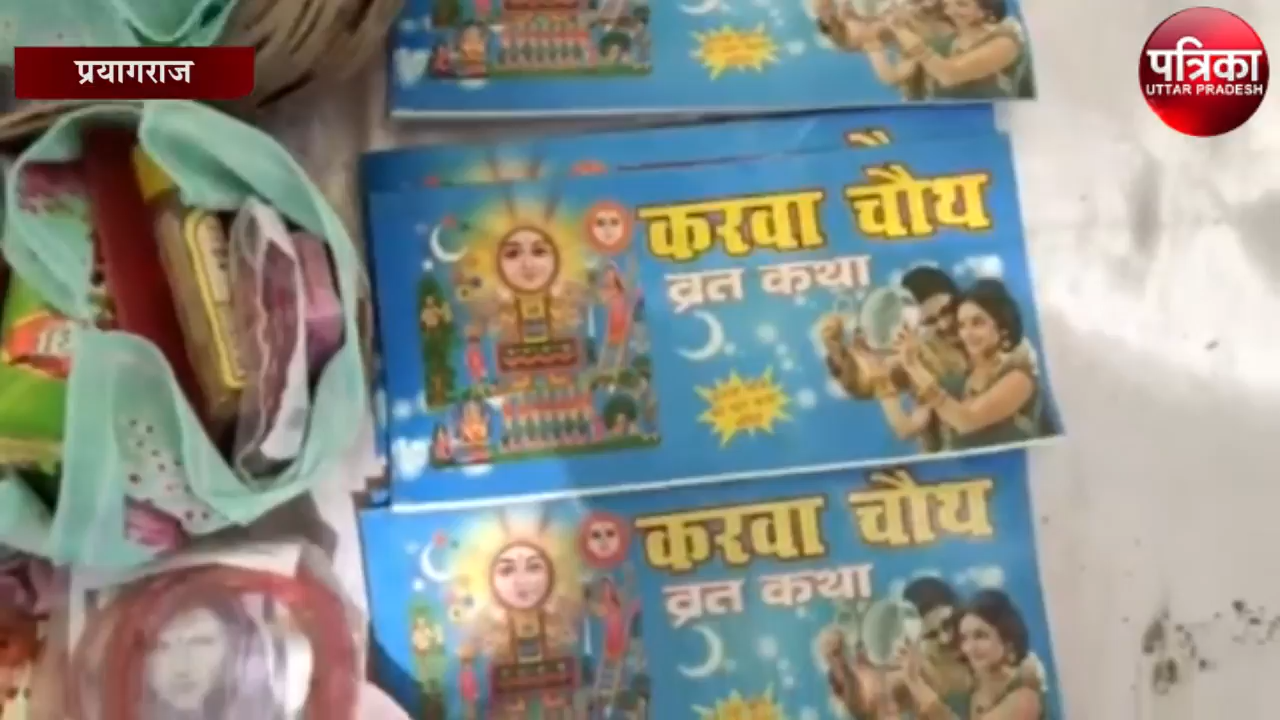 प्रयागराज
पत्रिका
UTTAR PRADESH
करवा चौथ
व्रत कथा
करवा चौथ
व्रत कथा